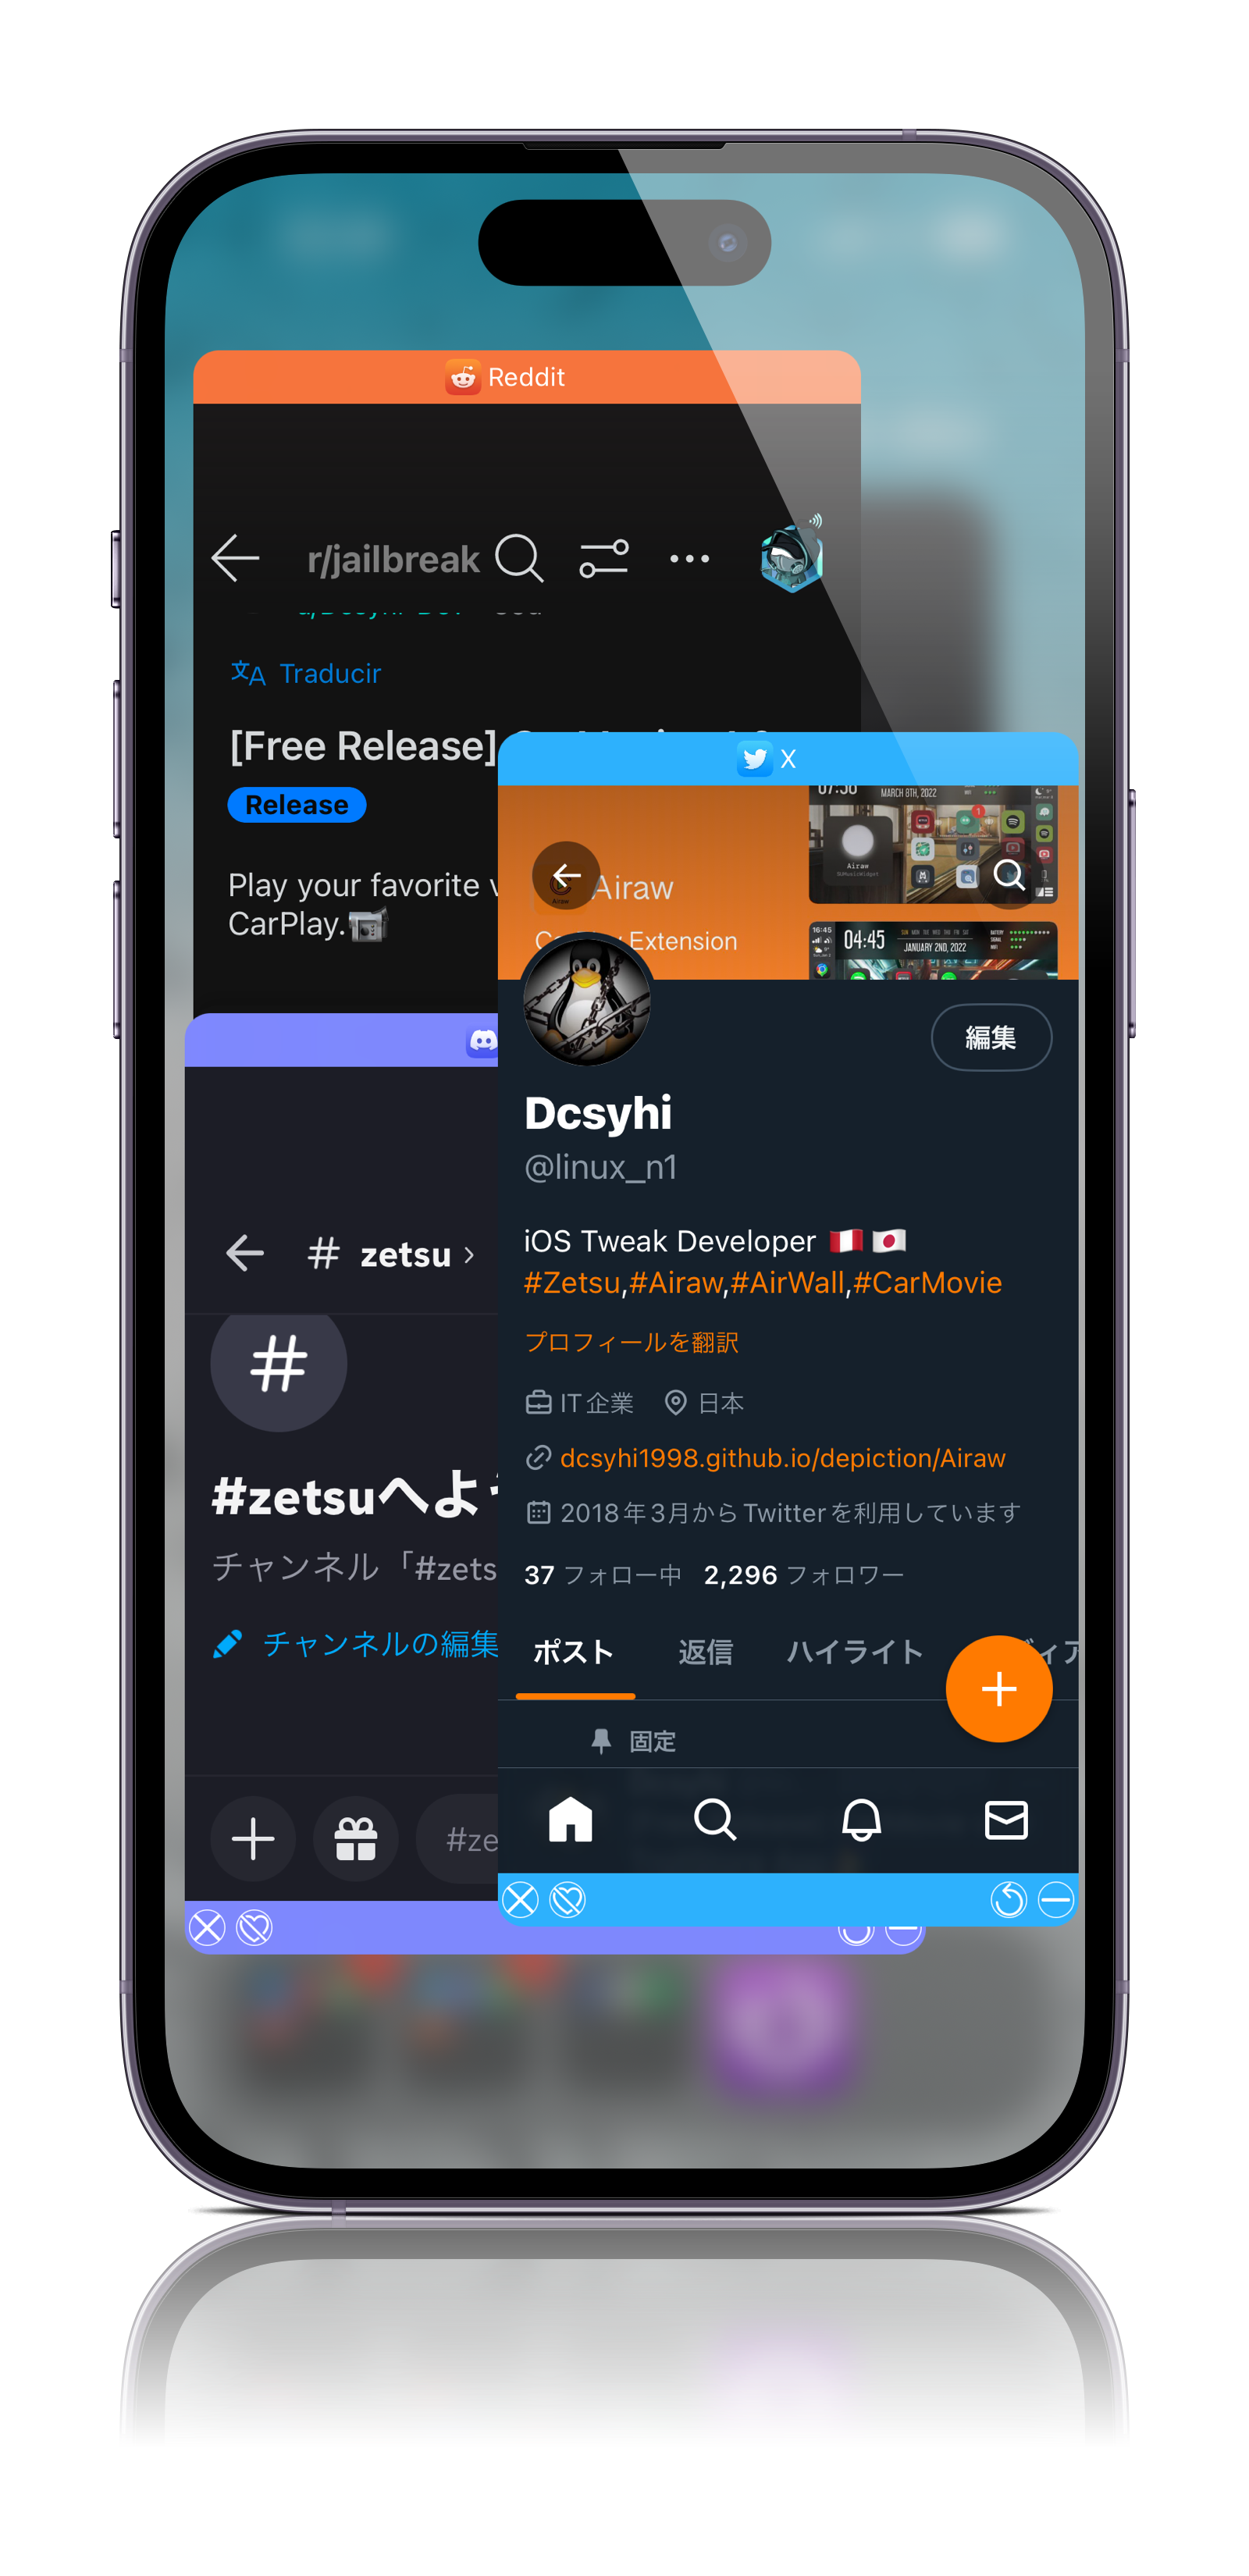 Reddit
r/jailbreak
Traducir
[Free Release]
Release
Play your favorite
CarPlay.
X
07:30
MARCH 8TH, 2022
Airaw
Airaw
Extension
16:45
04:45
JANUARY 2ND, 2022
編集
Dcsyhi
@linux_n1
iOS Tweak Developer 🇵🇪 🇯🇵
#Zetsu,#Airaw,#AirWall,#CarMovie
プロフィールを翻訳
IT企業 日本
dcsyhi1998.github.io/depiction/Airaw
2018年3月からTwitterを利用しています
37 フォロー中 2,296 フォロワー
ポスト 返信 ハイライト
固定
# zetsu ›
#
#zetsuへよ
チャンネル「#zets
チャンネルの編集
#ze